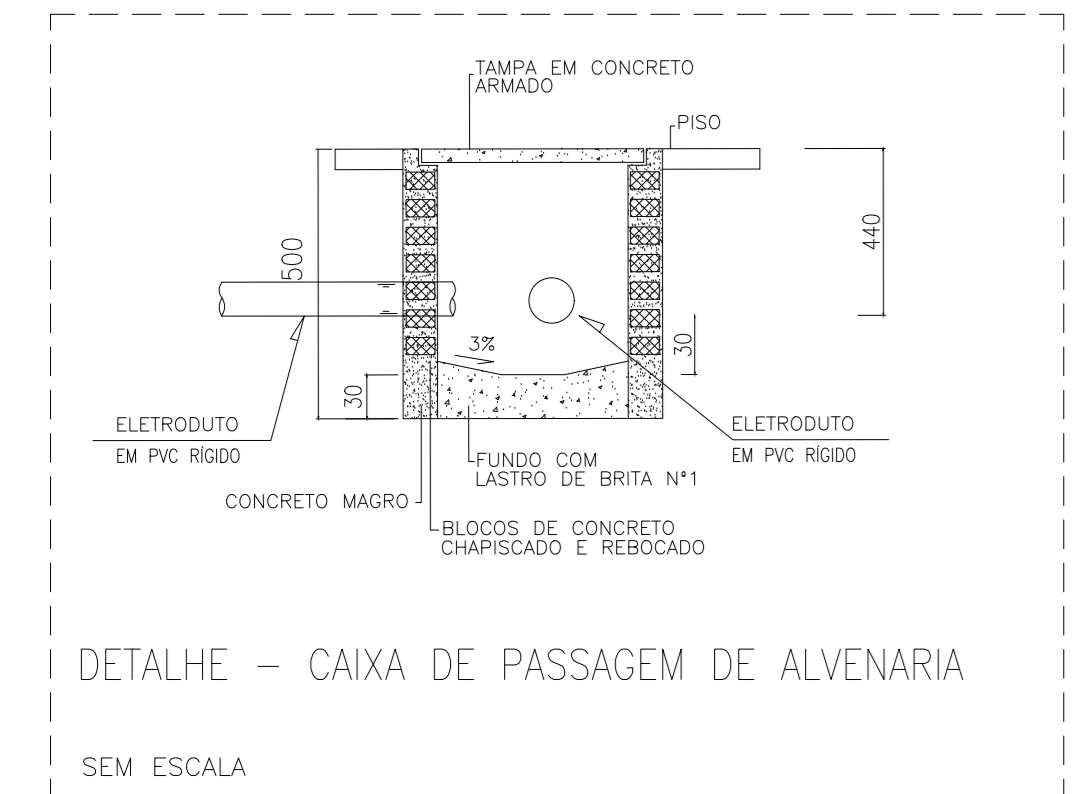 TAMPA EM CONCRETO
ARMADO
PISO
500
440
3%
30
30
ELETRODUTO
EM PVC RÍGIDO
ELETRODUTO
EM PVC RÍGIDO
FUNDO COM
LASTRO DE BRITA N°1
CONCRETO MAGRO
BLOCOS DE CONCRETO
CHAPISCADO E REBOCADO
DETALHE – CAIXA DE PASSAGEM DE ALVENARIA
SEM ESCALA